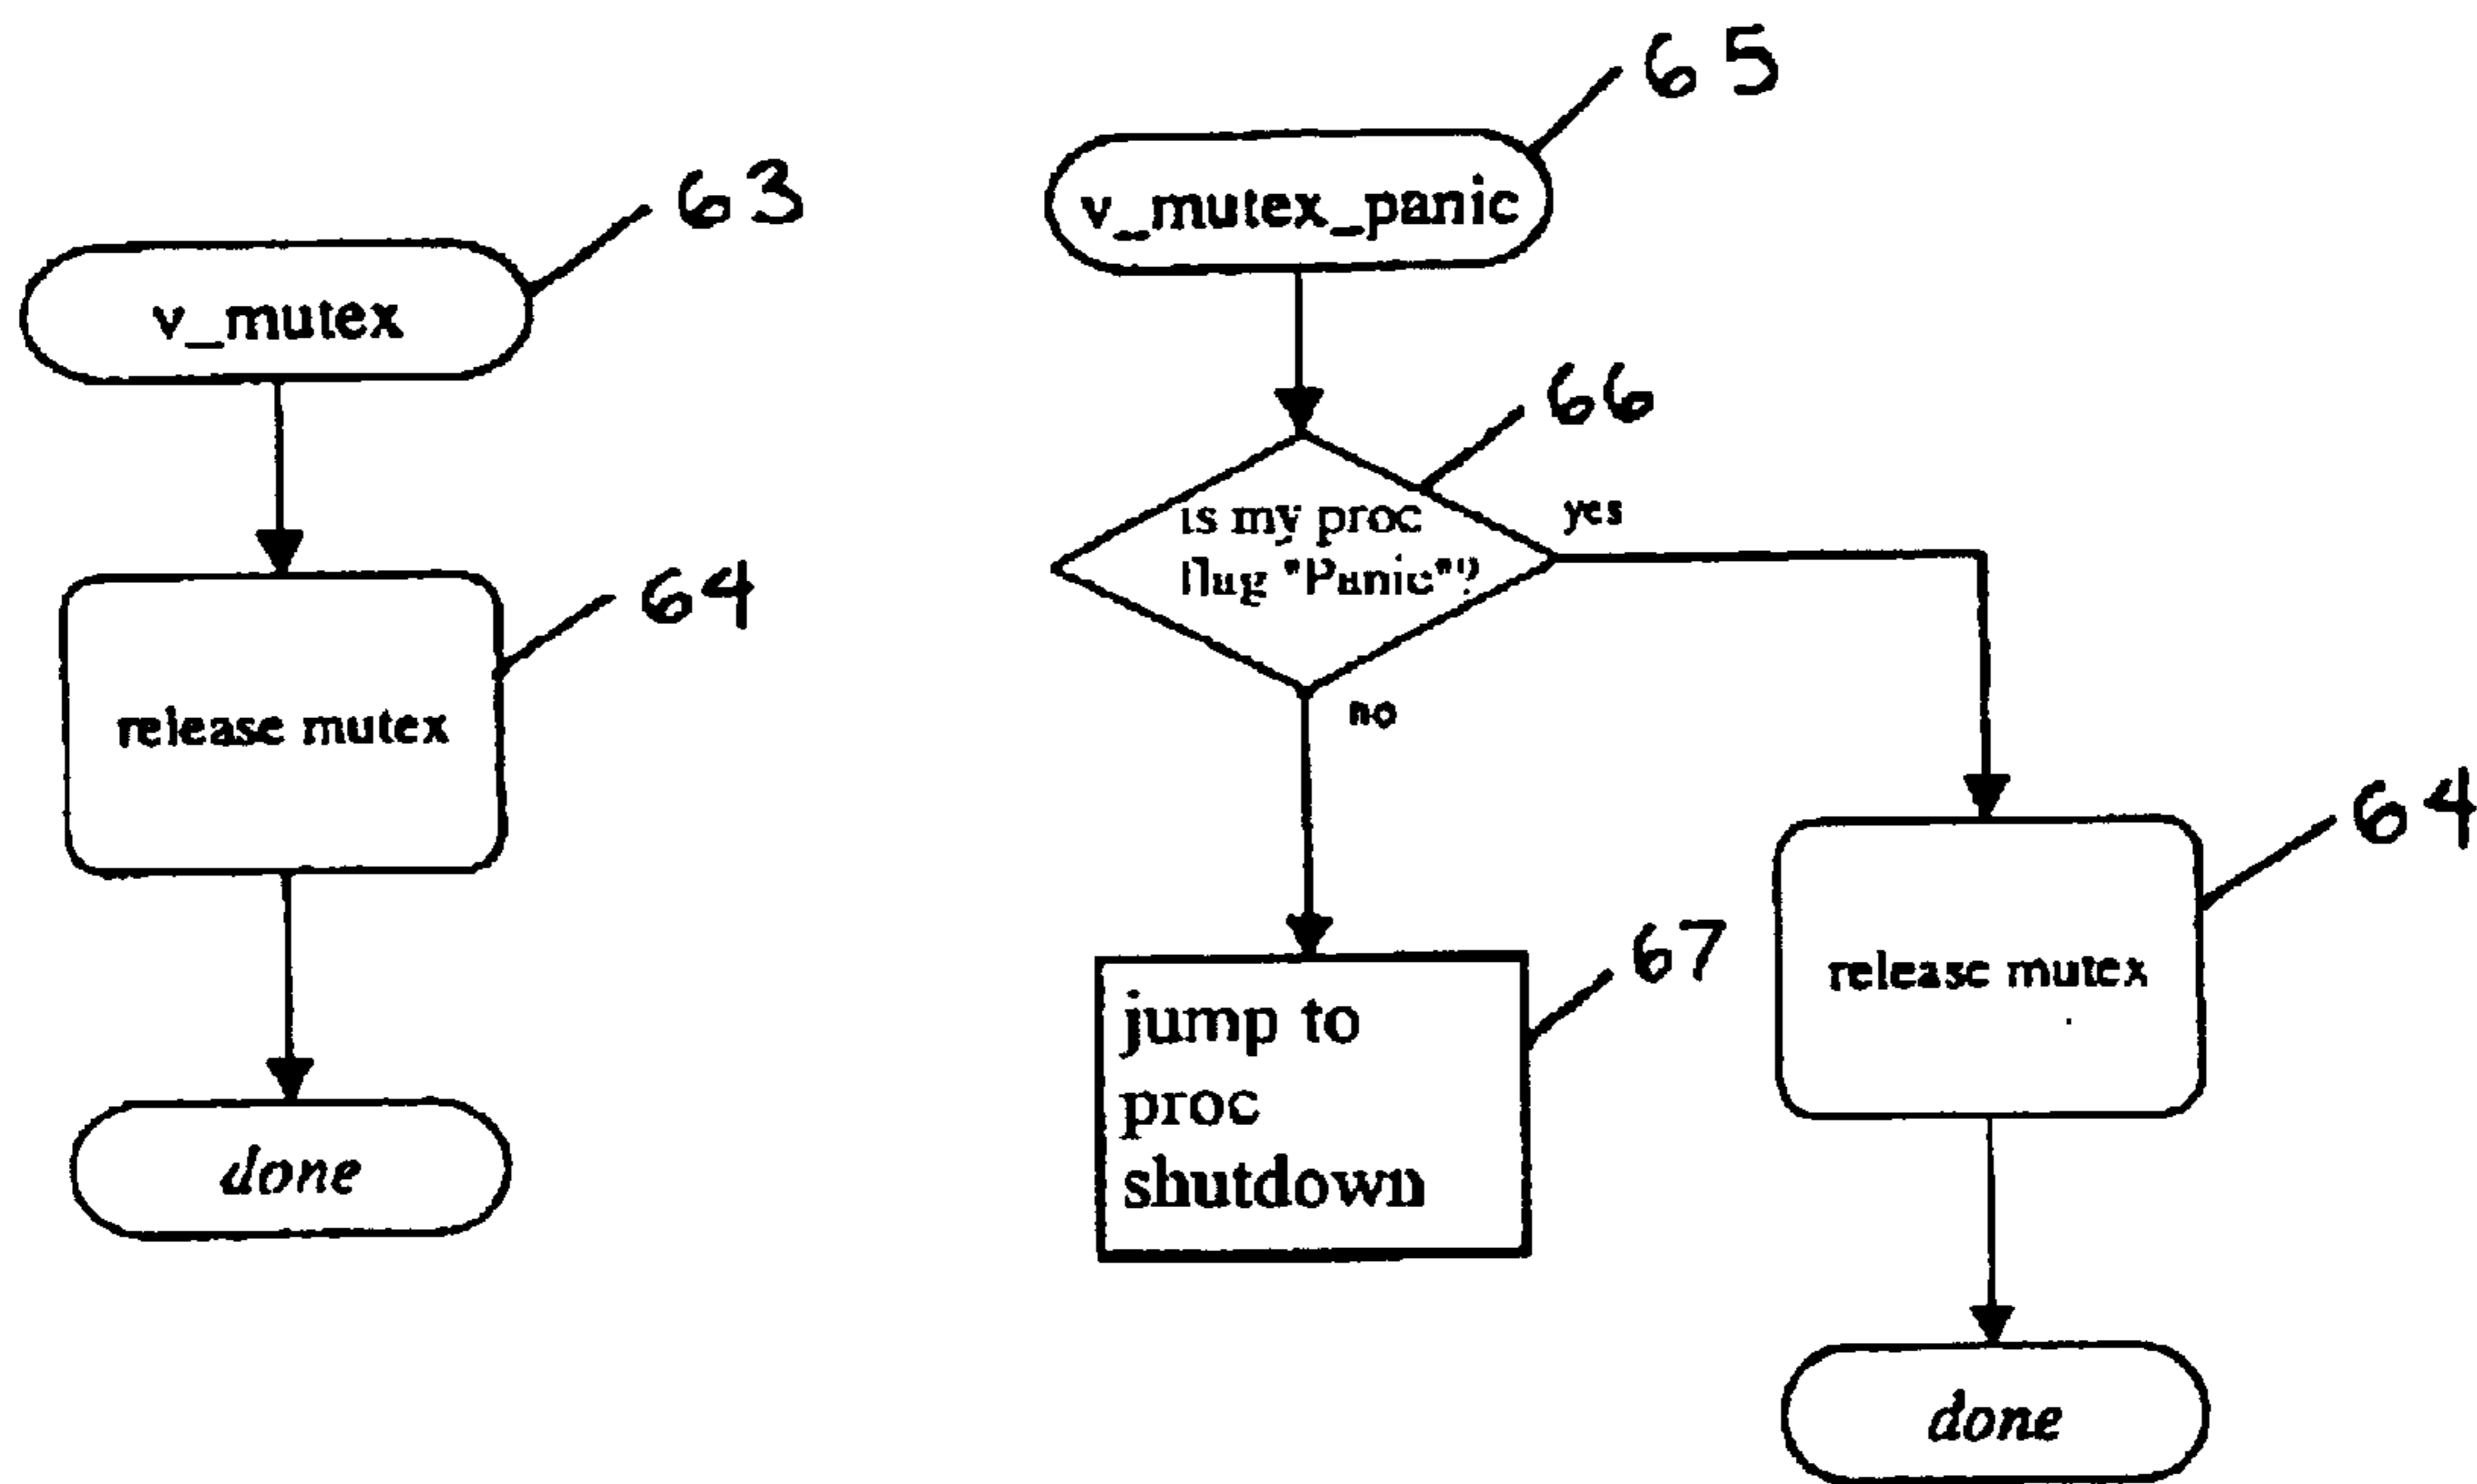 63
v_mutex
64
release mutex
done
65
v_mutex_panic
66
is my proc
flag "Panic"?
yes
no
67
jump to
proc
shutdown
64
release mutex
done